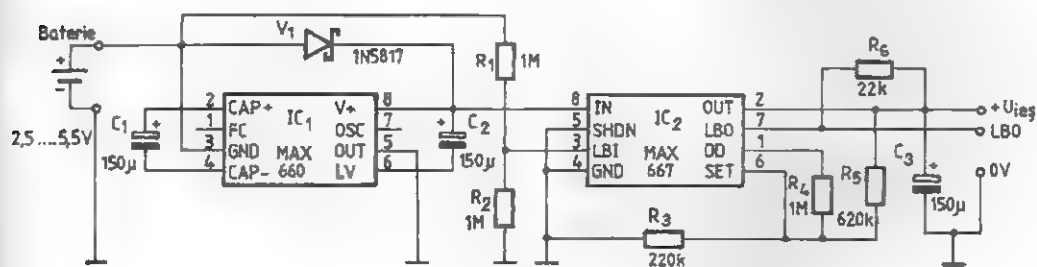 Baterie
+
-
2,5....5,5V
C1
150µ
V1
1N5817
2 CAP+ V+ 8
1 FC IC1 OSC 7
3 GND MAX OUT 5
4 CAP- 660 LV 6
+
C2
150µ
R1
1M
R2
1M
8 IN OUT 2
5 SHDN IC2 LBO 7
3 LBI MAX DD 1
4 GND 667 SET 6
R3
220k
R4
1M
R5
620k
R6
22k
C3
+
150µ
+Uieş
LBO
0V